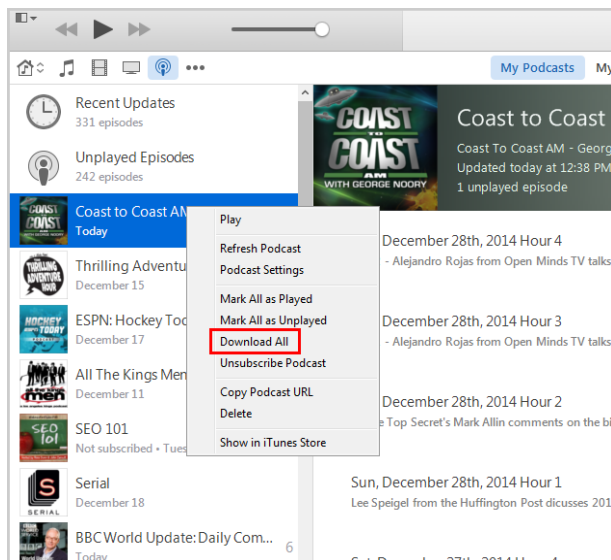 My Podcasts
My
Recent Updates
331 episodes
Unplayed Episodes
242 episodes
Coast to Coast AM
Today
Thrilling Adventu
December 15
ESPN: Hockey Tod
December 17
All The Kings Men
December 11
SEO 101
Not subscribed • Tues
Serial
December 18
BBC World Update: Daily Com...
6
Today
COAST
TO
COAST
AM
WITH GEORGE NOORY
COAST
COAST
THRILLING
ADVENTURE
HOUR
HOCKEY
TODAY
men
SEO
101
S
SERIAL
Play
Refresh Podcast
Podcast Settings
Mark All as Played
Mark All as Unplayed
Download All
Unsubscribe Podcast
Copy Podcast URL
Delete
Show in iTunes Store
Coast to Coast
Coast To Coast AM - Georg
Updated today at 12:38 PM
1 unplayed episode
December 28th, 2014 Hour 4
- Alejandro Rojas from Open Minds TV talks
December 28th, 2014 Hour 3
- Alejandro Rojas from Open Minds TV talks
December 28th, 2014 Hour 2
e Top Secret's Mark Allin comments on the bi
Sun, December 28th, 2014 Hour 1
Lee Speigel from the Huffington Post dicusses 201